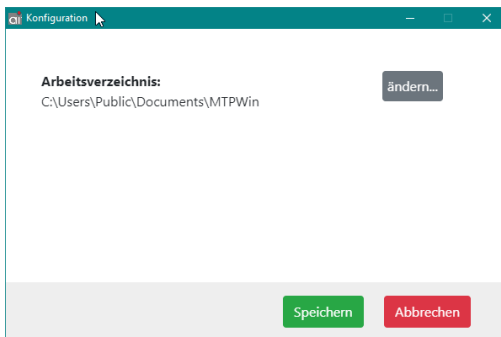 Konfiguration
Arbeitsverzeichnis:
ändern...
C:\Users\Public\Documents\MTPWin
Speichern Abbrechen